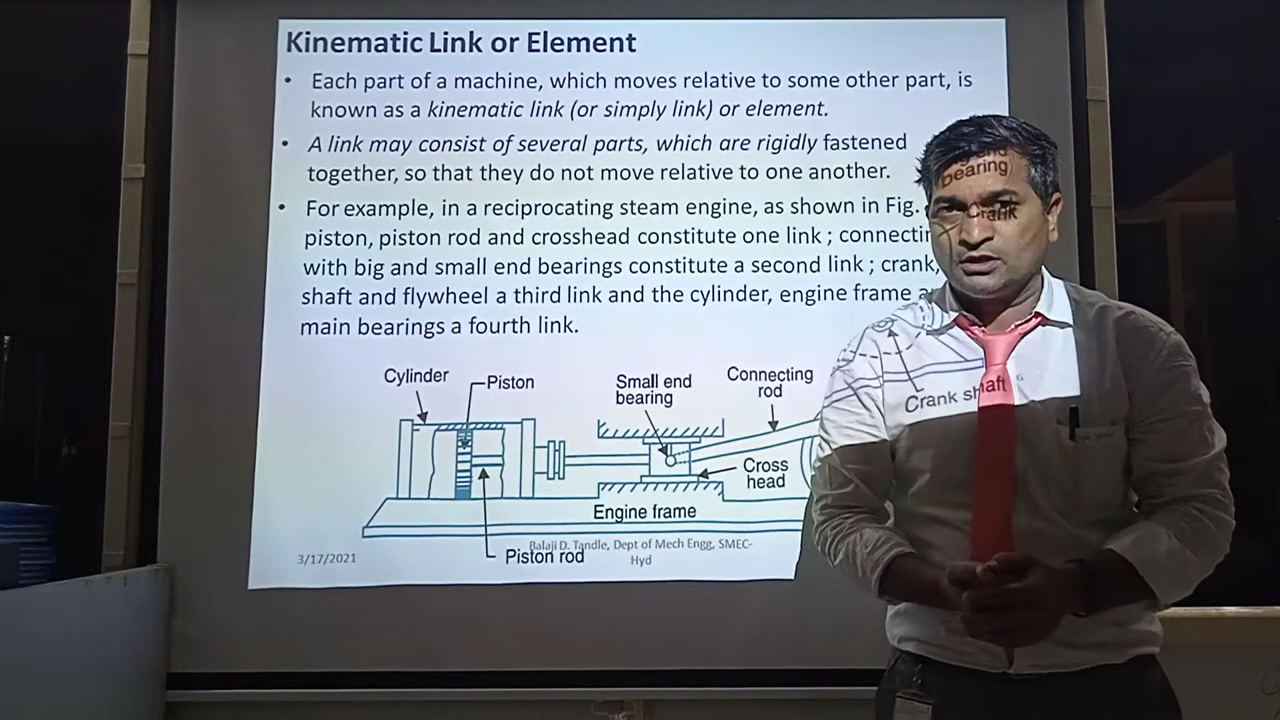 Kinematic Link or Element
• Each part of a machine, which moves relative to some other part, is
known as a kinematic link (or simply link) or element.
• A link may consist of several parts, which are rigidly fastened
together, so that they do not move relative to one another.
• For example, in a reciprocating steam engine, as shown in Fig.
piston, piston rod and crosshead constitute one link ;
with big and small end bearings constitute a second link ; crank,
shaft and flywheel a third link and the cylinder, engine frame
main bearings a fourth link.
bearing
Crank
Cylinder
Piston
Small end
bearing
Connecting
rod
Crank shaft
6
Cross
head
Engine frame
Piston rod
3/17/2021
Balaji D. Tandle, Dept of Mech Engg, SMEC-
Hyd